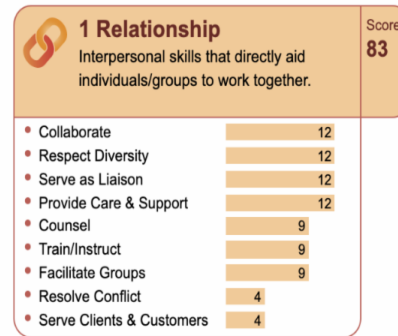 1 Relationship
Interpersonal skills that directly aid
individuals/groups to work together.
Score
83
• Collaborate 12
• Respect Diversity 12
• Serve as Liaison 12
• Provide Care & Support 12
• Counsel 9
• Train/Instruct 9
• Facilitate Groups 9
• Resolve Conflict 4
• Serve Clients & Customers 4